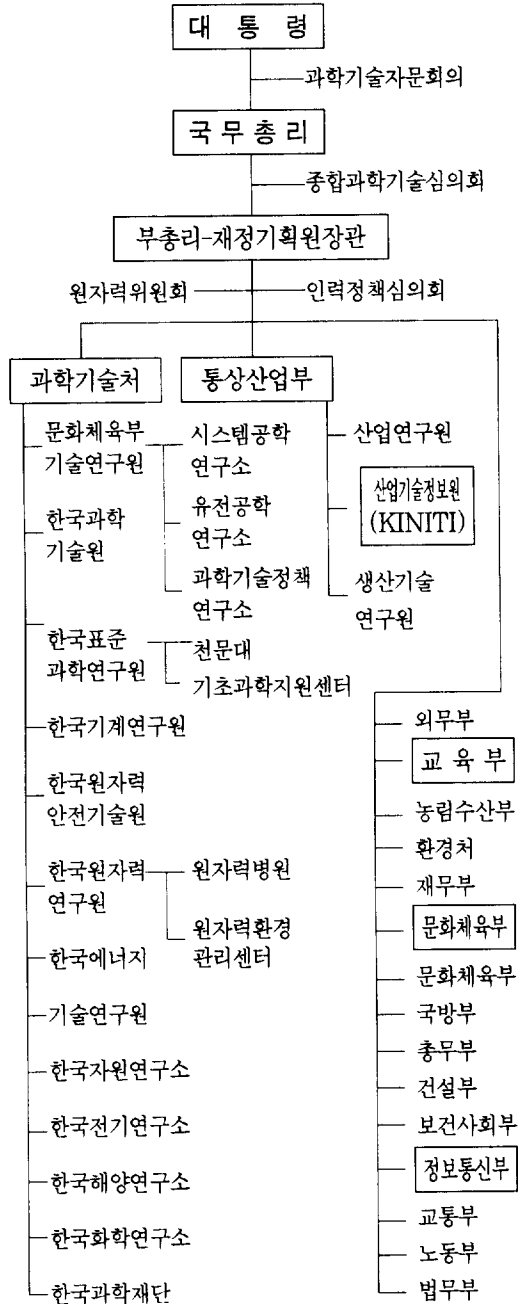 대 통 령
과학기술자문회의
국 무 총 리
종합과학기술심의회
부총리-재정기획원장관
원자력위원회
인력정책심의회
과학기술처
통상산업부
문화체육부
기술연구원
시스템공학
연구소
유전공학
연구소
과학기술정책
연구소
한국과학
기술원
한국표준
과학연구원
천문대
기초과학지원센터
한국기계연구원
한국원자력
안전기술원
한국원자력
연구원
원자력병원
원자력환경
관리센터
한국에너지
기술연구원
한국자원연구소
한국전기연구소
한국해양연구소
한국화학연구소
한국과학재단
산업연구원
산업기술정보원
(KINITI)
생산기술
연구원
외무부
교 육 부
농림수산부
환경처
재무부
문화체육부
문화체육부
국방부
총무부
건설부
보건사회부
정보통신부
교통부
노동부
법무부